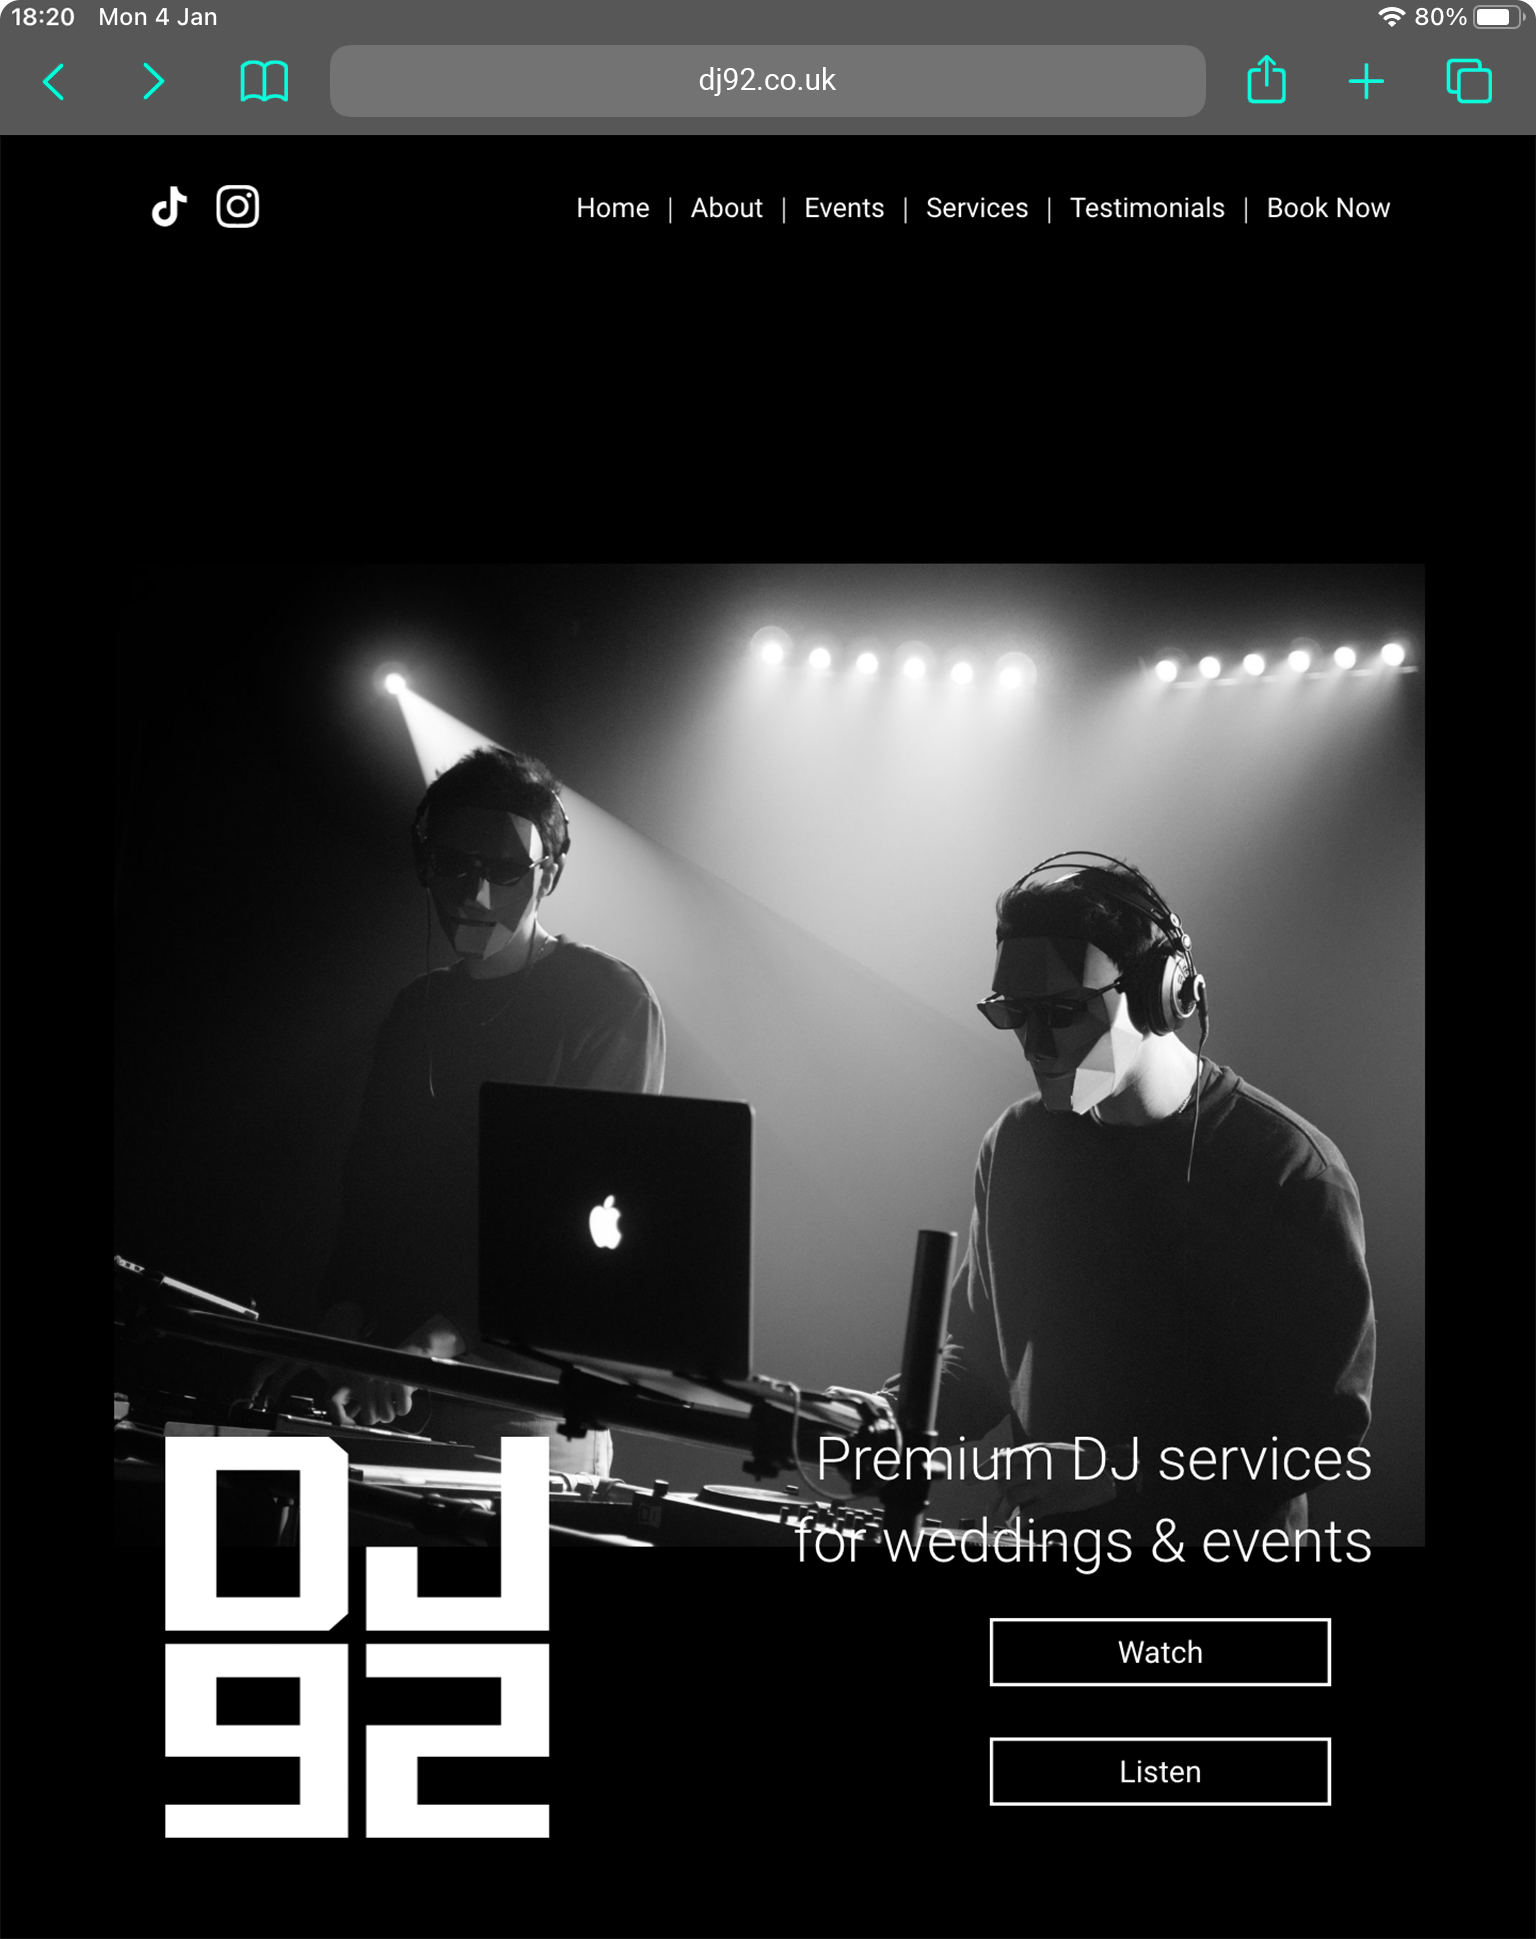 18:20 Mon 4 Jan 80%
dj92.co.uk
Home | About | Events | Services | Testimonials | Book Now
Premium DJ services
for weddings & events
DJ
92
Watch
Listen